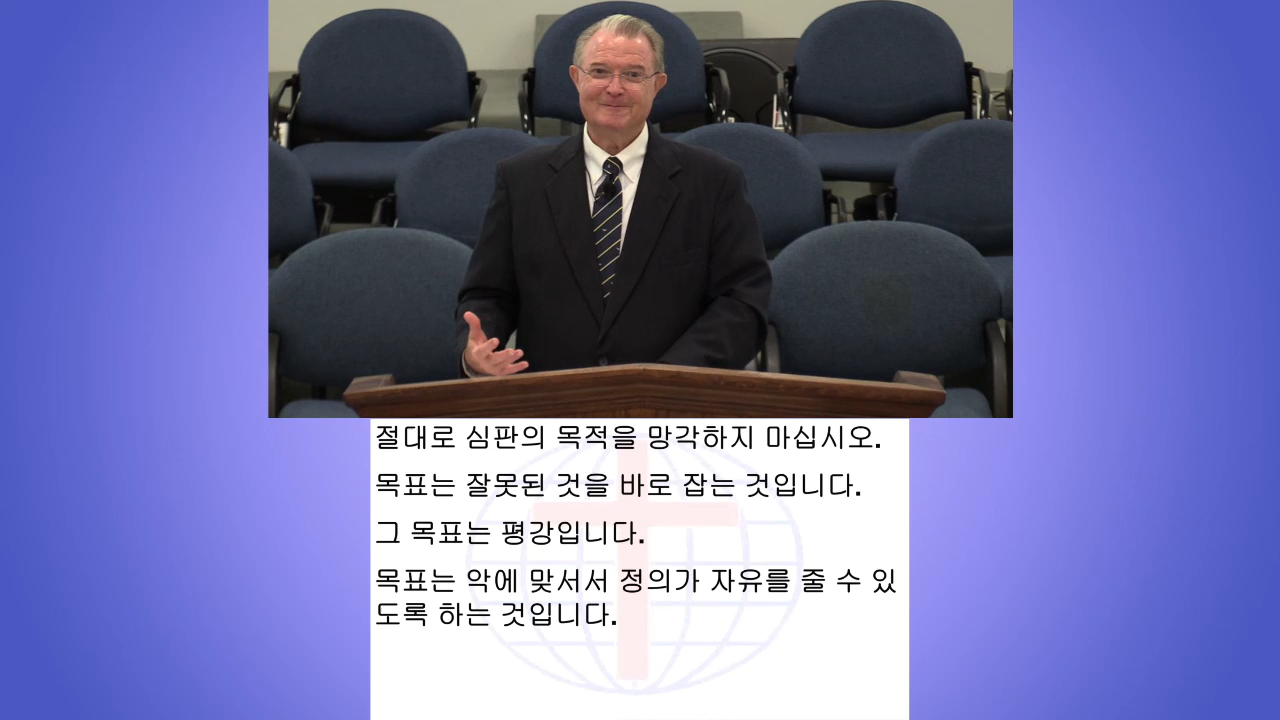 절대로 심판의 목적을 망각하지 마십시오.
목표는 잘못된 것을 바로 잡는 것입니다.
그 목표는 평강입니다.
목표는 악에 맞서서 정의가 자유를 줄 수 있
도록 하는 것입니다.